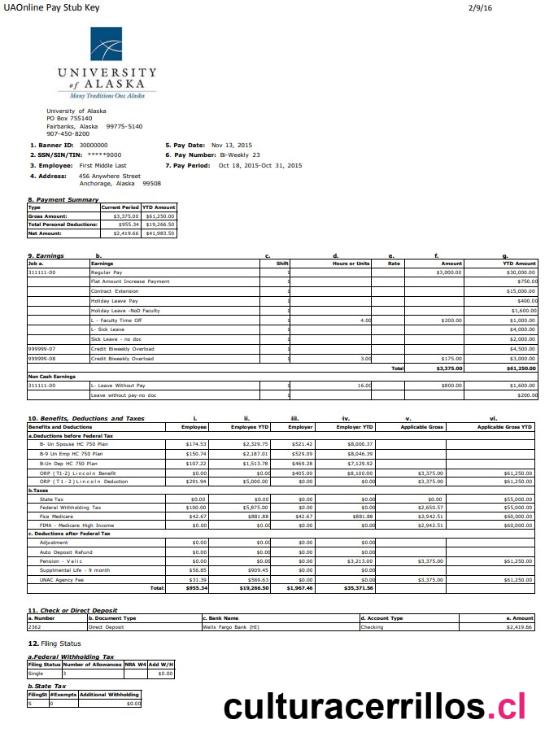 UAOnline Pay Stub Key 2/9/16
UNIVERSITY
of ALASKA
Many Traditions One Alaska
University of Alaska
PO Box 755140
Fairbanks, Alaska 99775-5140
907-450-8200
1. Banner ID: 30000000 5. Pay Date: Nov 13, 2015
2. SSN/SIN/TIN: *****9000 6. Pay Number: Bi-Weekly 23
3. Employee: First Middle Last 7. Pay Period: Oct 18, 2015-Oct 31, 2015
4. Address: 456 Anywhere Street
Anchorage, Alaska 99508
8. Payment Summary
Type Current Period YTD Amount
Gross Amount: $3,375.00 $61,250.00
Total Personal Deductions: $955.34 $19,266.50
Net Amount: $2,419.66 $41,983.50
9. Earnings b. c. d. e. f. g.
Job a. Earnings Shift Hours or Units Rate Amount YTD Amount
311111-00 Regular Pay 1 $3,000.00 $30,000.00
Flat Amount Increase Payment 1 $750.00
Contract Extension 1 $15,000.00
Holiday Leave Pay 1 $400.00
Holiday Leave -NoD Faculty 1 $1,600.00
L - Faculty Time Off 1 4.00 $200.00 $1,000.00
L- Sick Leave 1 $4,000.00
Sick Leave - no doc 1 $2,000.00
999999-07 Credit Biweekly Overload 1 $4,500.00
999999-08 Credit Biweekly Overload 1 3.00 $175.00 $3,000.00
Total: $3,375.00 $61,250.00
Non Cash Earnings
311111-00 L- Leave Without Pay 1 16.00 $800.00 $1,600.00
Leave without pay-no doc 1 $200.00
10. Benefits, Deductions and Taxes i. ii. iii. iv. v. vi.
Benefits and Deductions Employee Employee YTD Employer Employer YTD Applicable Gross Applicable Gross YTD
a.Deductions before Federal Tax
B- Un Spouse HC 750 Plan $174.53 $2,329.75 $521.42 $8,000.37
B-9 Un Emp HC 750 Plan $150.74 $2,187.01 $529.09 $8,046.39
B-Un Dep HC 750 Plan $107.22 $1,513.78 $469.28 $7,129.92
ORP (T1-2) Lincoln Benefit $0.00 $0.00 $405.00 $8,100.00 $3,375.00 $61,250.00
ORP (T1-2) Lincoln Deduction $291.94 $5,000.00 $0.00 $0.00 $3,375.00 $61,250.00
b.Taxes
State Tax $0.00 $0.00 $0.00 $0.00 $0.00 $55,000.00
Federal Withholding Tax $100.00 $5,875.00 $0.00 $0.00 $2,650.57 $55,000.00
Fica Medicare $42.67 $881.88 $42.67 $881.88 $3,942.51 $60,000.00
FIMA - Medicare High Income $0.00 $0.00 $0.00 $0.00 $2,942.51 $60,000.00
c. Deductions after Federal Tax
Adjustment $0.00 $0.00 $0.00 $0.00
Auto Deposit Refund $0.00 $0.00 $0.00 $0.00
Pension - Valic $0.00 $0.00 $0.00 $3,213.00 $3,375.00 $61,250.00
Supplmental Life - 9 month $56.85 $909.45 $0.00 $0.00
UNAC Agency Fee $31.39 $569.63 $0.00 $0.00 $3,375.00 $61,250.00
Total: $955.34 $19,266.50 $1,967.46 $35,371.56
11. Check or Direct Deposit
a. Number b. Document Type c. Bank Name d. Account Type e. Amount
2362 Direct Deposit Wells Fargo Bank (HI) Checking $2,419.66
12. Filing Status
a.Federal Withholding Tax
Filing Status Number of Allowances NRA W4 Add W/H
Single 3 $0.00
b.State Tax
FilingSt #Exempts Additional Withholding
S 0 $0.00
culturacerrillos.cl